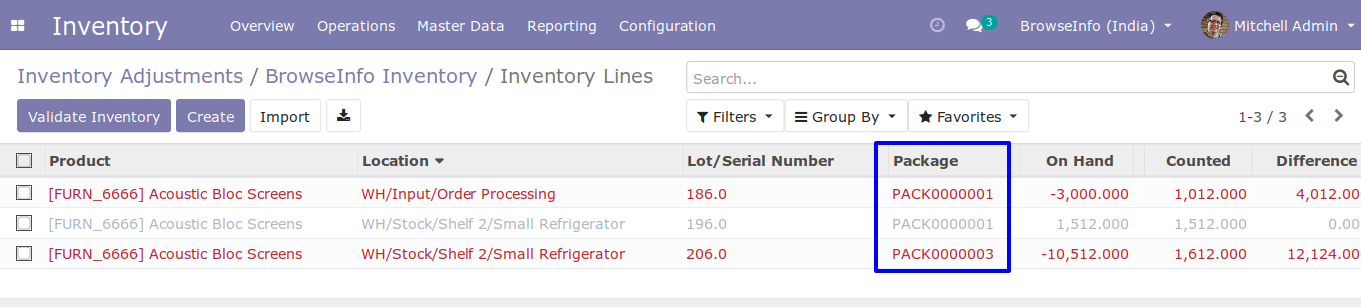 Inventory Overview Operations Master Data Reporting Configuration 3 BrowseInfo (India) Mitchell Admin
Inventory Adjustments / BrowseInfo Inventory / Inventory Lines Search...
Validate Inventory Create Import Filters Group By Favorites 1-3 / 3
Product Location Lot/Serial Number Package On Hand Counted Difference
[FURN_6666] Acoustic Bloc Screens WH/Input/Order Processing 186.0 PACK0000001 -3,000.000 1,012.000 4,012.000
[FURN_6666] Acoustic Bloc Screens WH/Stock/Shelf 2/Small Refrigerator 196.0 PACK0000001 1,512.000 1,512.000 0.00
[FURN_6666] Acoustic Bloc Screens WH/Stock/Shelf 2/Small Refrigerator 206.0 PACK0000003 -10,512.000 1,612.000 12,124.00